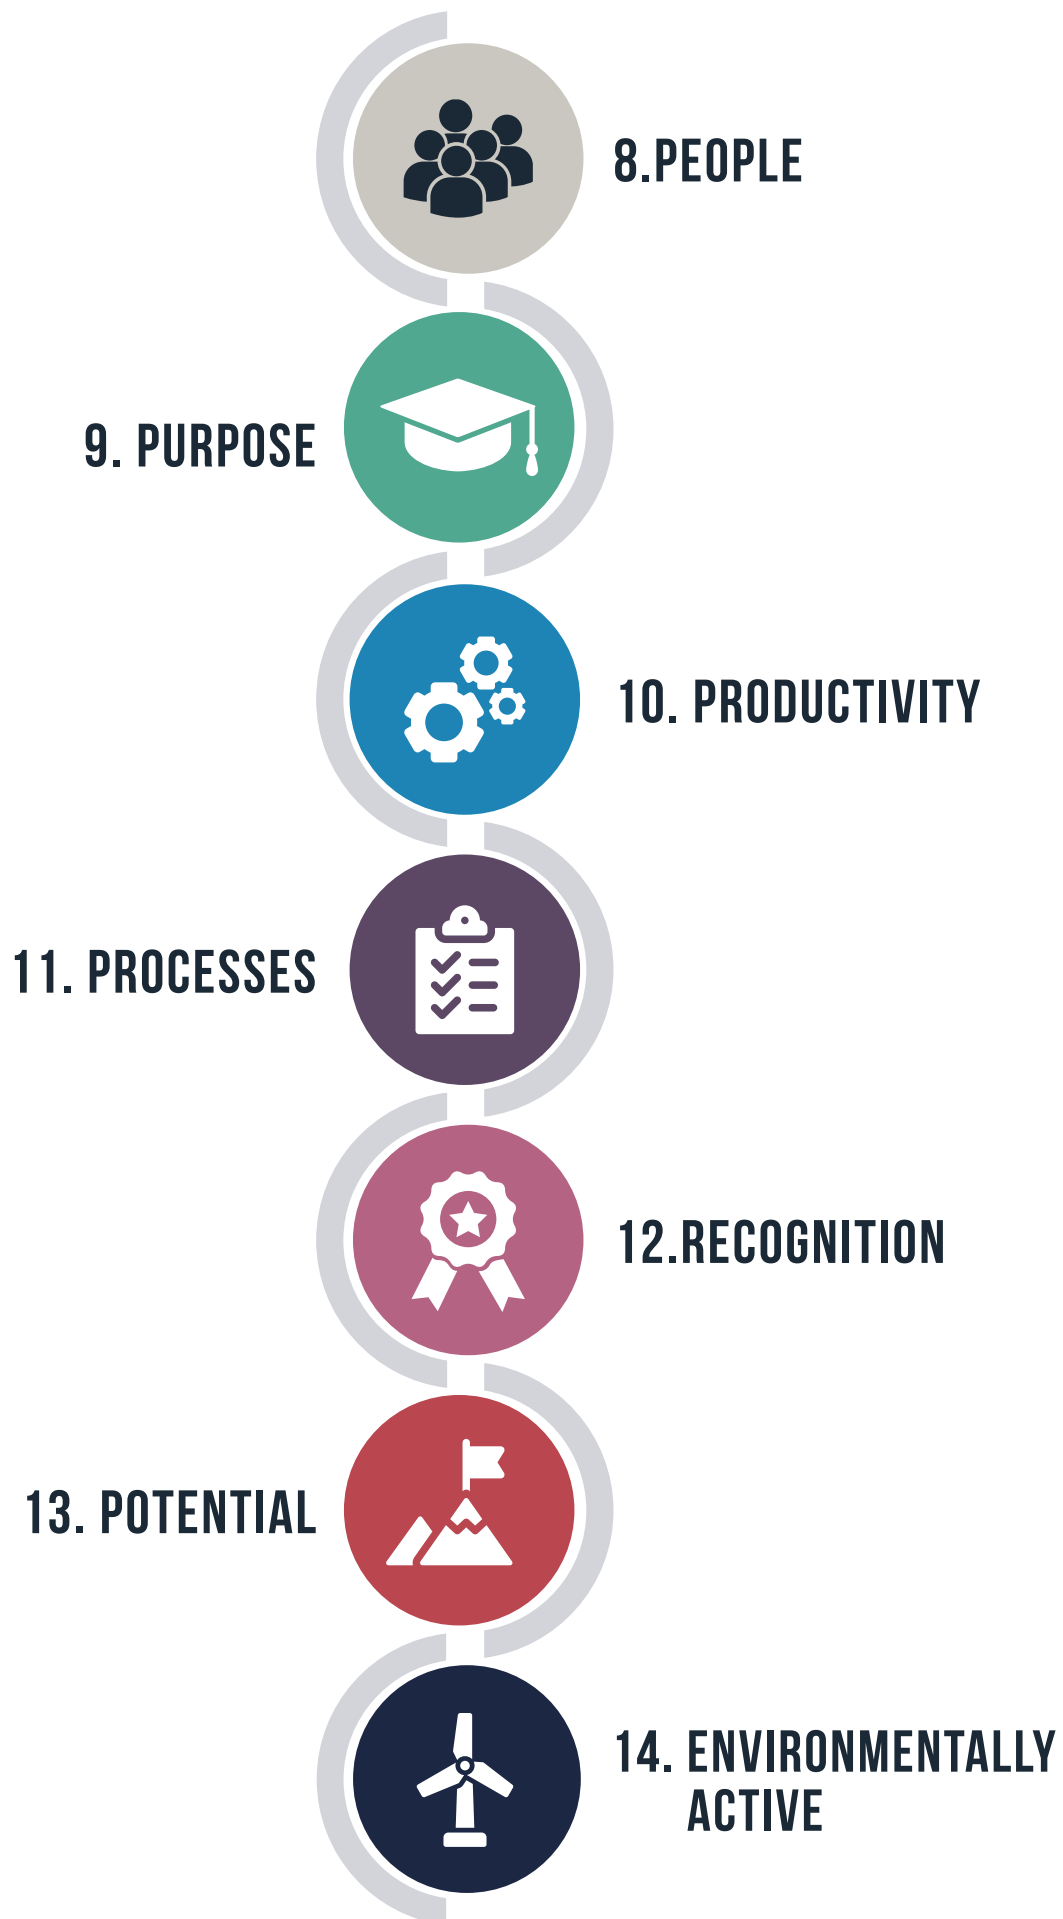 8.PEOPLE
9. PURPOSE
10. PRODUCTIVITY
11. PROCESSES
12.RECOGNITION
13. POTENTIAL
14. ENVIRONMENTALLY
ACTIVE